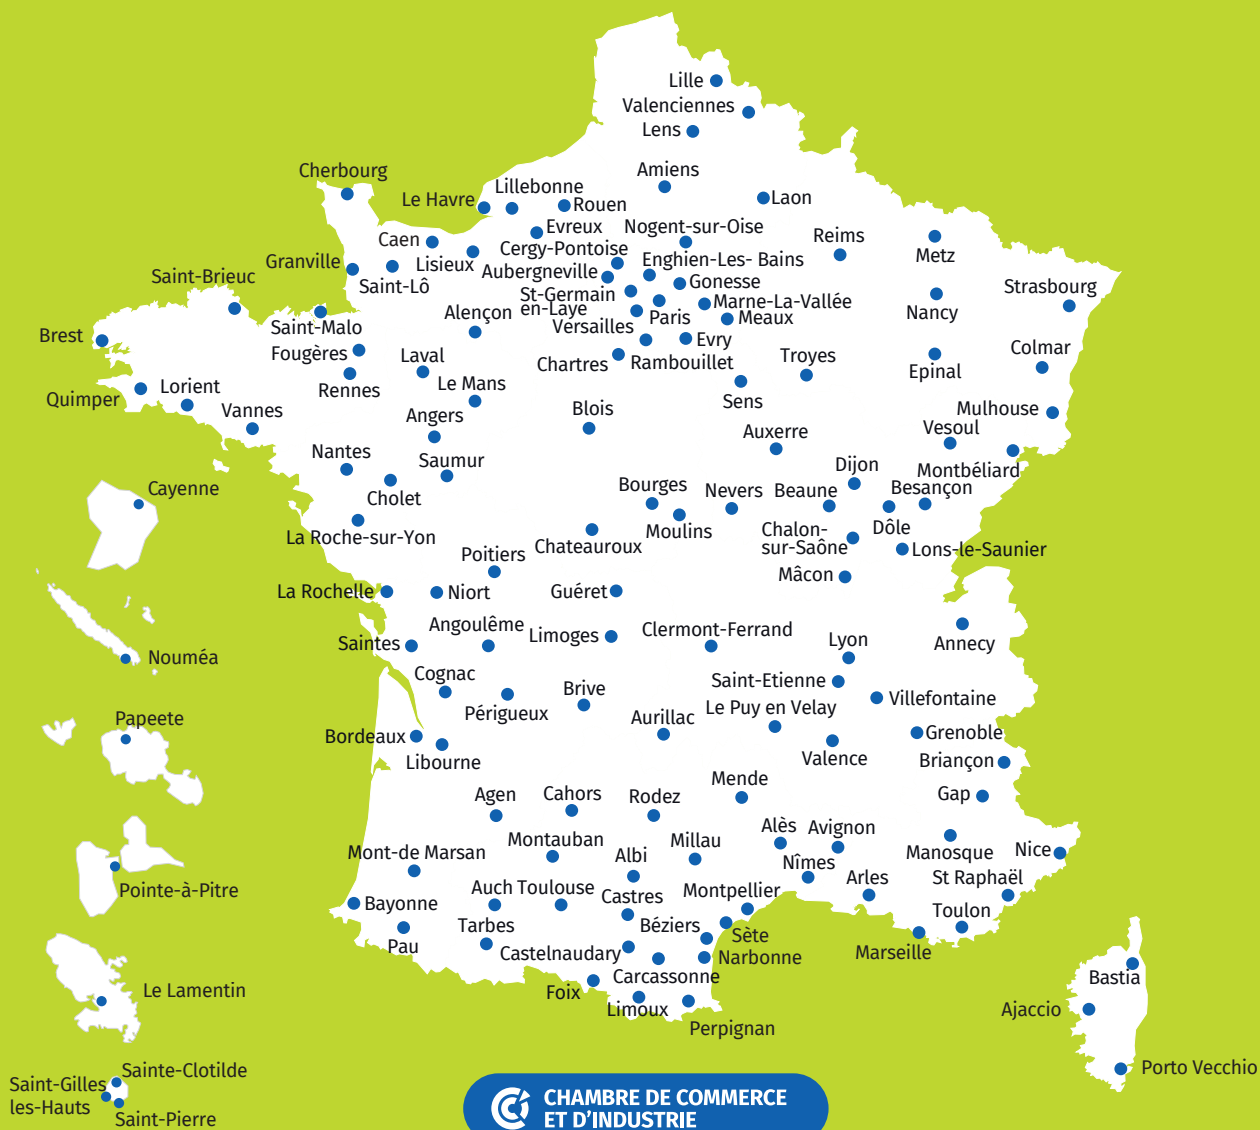 Lille
Valenciennes
Lens
Amiens
Cherbourg
Lillebonne
Le Havre
Rouen
Laon
Evreux
Nogent-sur-Oise
Caen
Reims
Cergy-Pontoise
Metz
Enghien-Les- Bains
Granville
Lisieux
Aubergneville
Saint-Brieuc
Saint-Lô
Gonesse
Strasbourg
St-Germain
en-Laye
Marne-La-Vallée
Alençon
Nancy
Paris
Meaux
Saint-Malo
Versailles
Brest
Evry
Fougères
Laval
Chartres
Rambouillet
Troyes
Colmar
Epinal
Rennes
Le Mans
Lorient
Quimper
Sens
Vannes
Angers
Blois
Mulhouse
Auxerre
Vesoul
Nantes
Saumur
Dijon
Montbéliard
Cayenne
Cholet
Bourges
Nevers
Beaune
Besançon
Moulins
Chalon-
sur-Saône
Dôle
La Roche-sur-Yon
Chateauroux
Lons-le-Saunier
Poitiers
Mâcon
La Rochelle
Niort
Guéret
Angoulême
Limoges
Clermont-Ferrand
Saintes
Lyon
Annecy
Nouméa
Cognac
Saint-Etienne
Brive
Villefontaine
Périgueux
Le Puy en Velay
Papeete
Aurillac
Bordeaux
Grenoble
Libourne
Valence
Briançon
Mende
Agen
Cahors
Rodez
Gap
Alès
Avignon
Montauban
Millau
Mont-de Marsan
Albi
Manosque
Nice
Nîmes
Pointe-à-Pitre
Auch
Toulouse
Montpellier
Arles
St Raphaël
Bayonne
Castres
Toulon
Tarbes
Béziers
Sète
Pau
Castelnaudary
Narbonne
Marseille
Carcassonne
Bastia
Le Lamentin
Foix
Limoux
Ajaccio
Perpignan
Sainte-Clotilde
Porto Vecchio
Saint-Gilles
les-Hauts
Saint-Pierre
CHAMBRE DE COMMERCE
ET D'INDUSTRIE